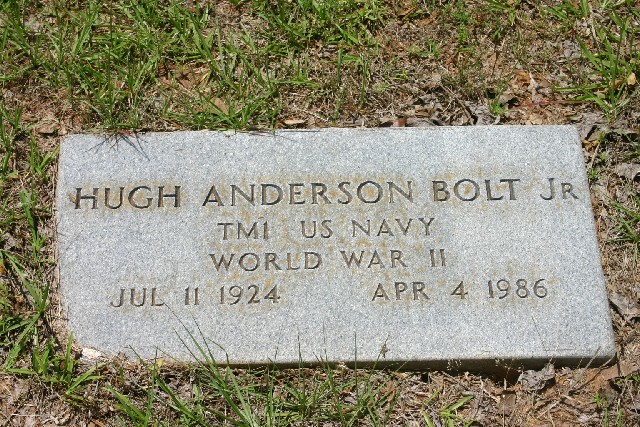 HUGH ANDERSON BOLT JR
TM1 US NAVY
WORLD WAR II
JUL 11 1924 APR 4 1986